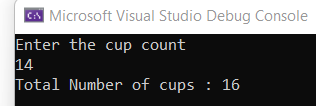 Microsoft Visual Studio Debug Console
Enter the cup count
14
Total Number of cups : 16